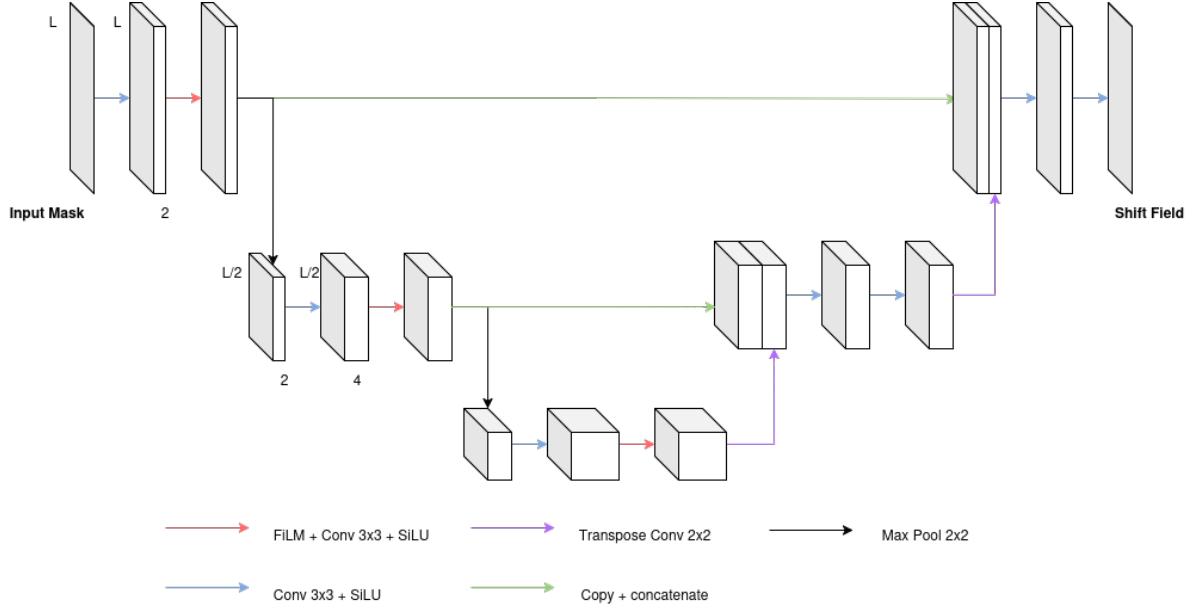 L
L
Input Mask
2
Shift Field
L/2
L/2
2
4
FiLM + Conv 3x3 + SiLU
Transpose Conv 2x2
Max Pool 2x2
Conv 3x3 + SiLU
Copy + concatenate